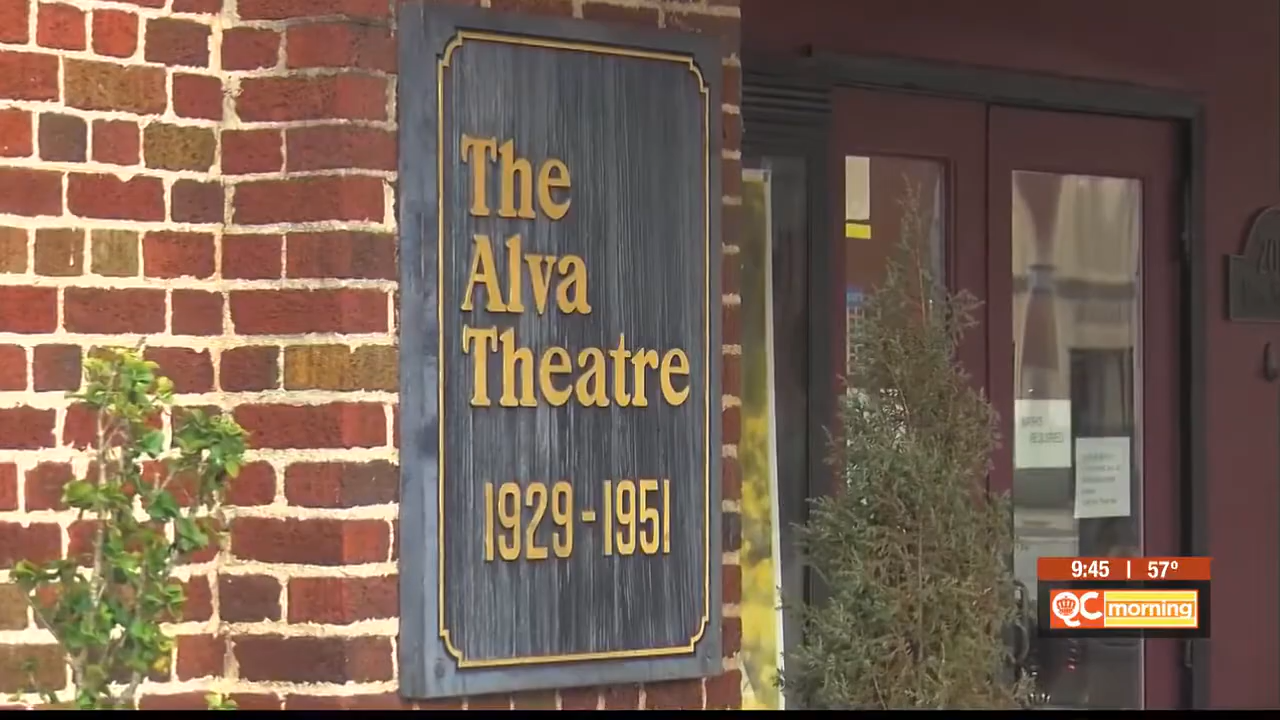 The
Alva
Theatre
1929-1951
9:45 | 57°
QC morning